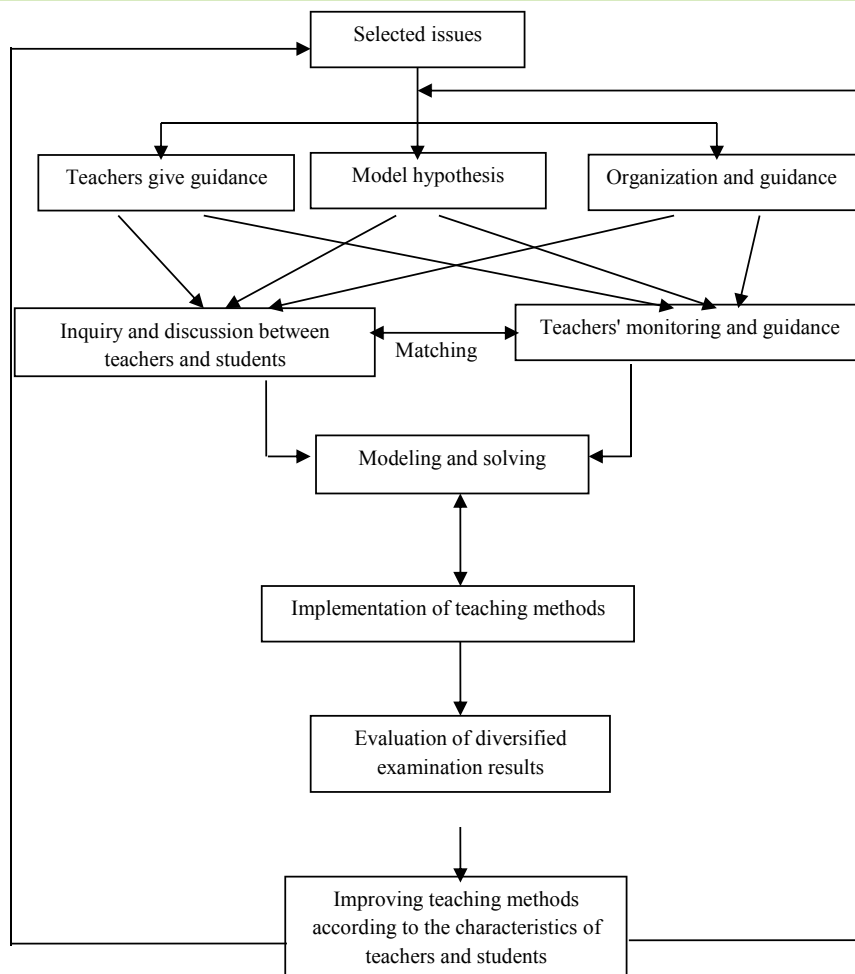 Selected issues
Teachers give guidance
Model hypothesis
Organization and guidance
Inquiry and discussion between
teachers and students
Matching
Teachers' monitoring and guidance
Modeling and solving
Implementation of teaching methods
Evaluation of diversified
examination results
Improving teaching methods
according to the characteristics of
teachers and students